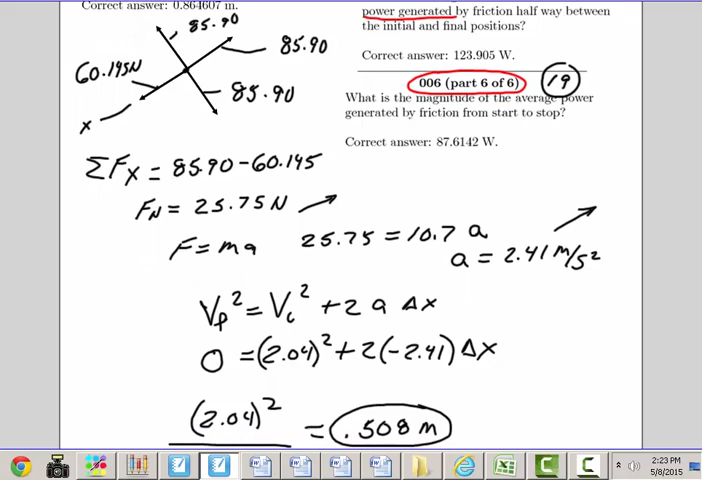 Correct answer: 0.864607 m.
power generated by friction half way between
the initial and final positions?
Correct answer: 123.905 W.
006 (part 6 of 6)
19
What is the magnitude of the average power
generated by friction from start to stop?
Correct answer: 87.6142 W.
85.90
85.90
60.195N
85.90
x
ΣFx = 85.90 - 60.145
FN = 25.75 N
F = ma 25.75 = 10.7 a
a = 2.41 m/s²
Vf² = Vi² + 2 a Δx
0 = (2.04)² + 2(-2.41) Δx
(2.04)² = .508 m
2:23 PM
5/8/2015